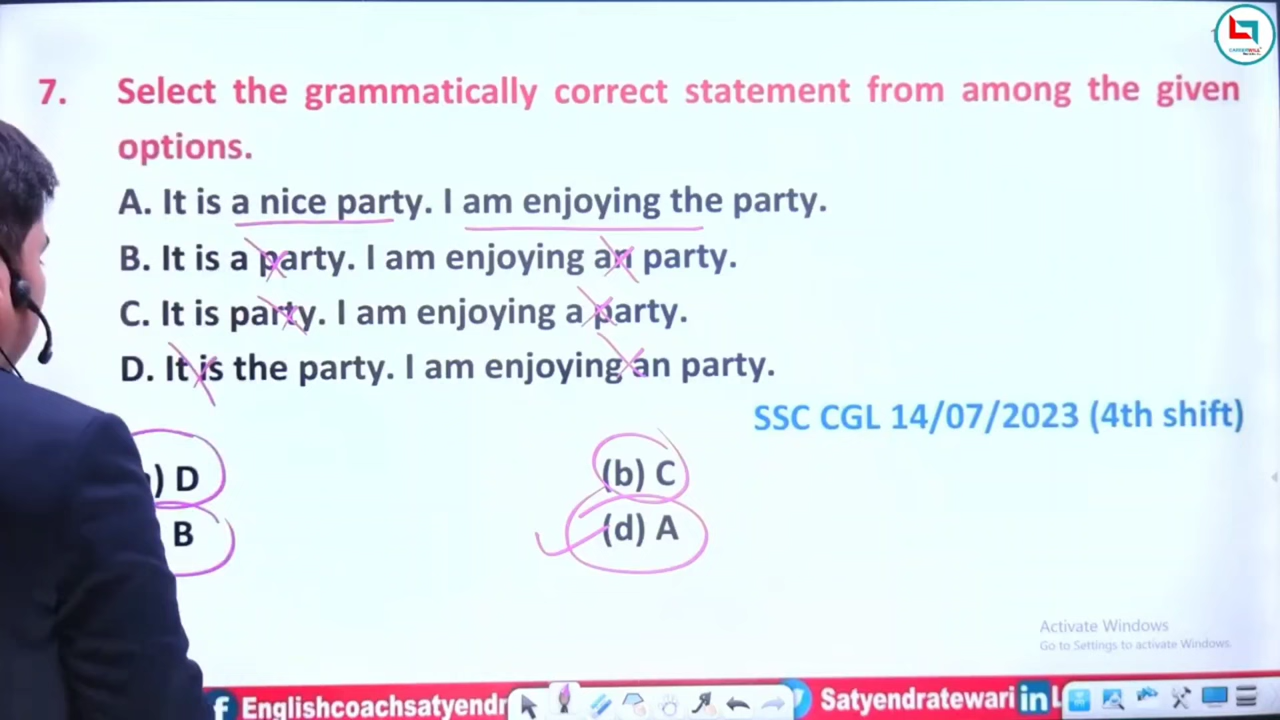 7. Select the grammatically correct statement from among the given
options.
A. It is a nice party. I am enjoying the party.
B. It is a party. I am enjoying an party.
C. It is party. I am enjoying a party.
D. It is the party. I am enjoying an party.
SSC CGL 14/07/2023 (4th shift)
) D (b) C
B (d) A
Activate Windows
Go to Settings to activate Windows.
Englishcoachsatyendr Satyendratewari in L